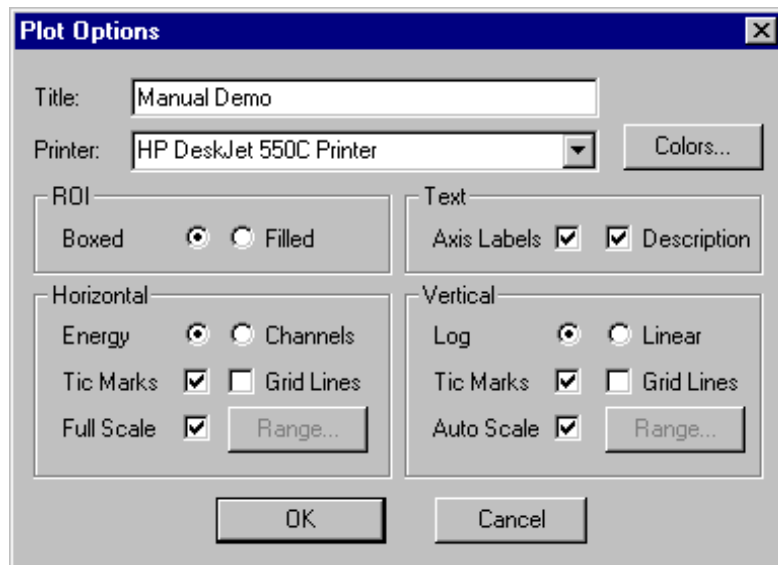 Plot Options
Title: Manual Demo
Printer: HP DeskJet 550C Printer Colors...
ROI
Boxed Filled
Text
Axis Labels Description
Horizontal
Energy Channels
Tic Marks Grid Lines
Full Scale Range...
Vertical
Log Linear
Tic Marks Grid Lines
Auto Scale Range...
OK Cancel